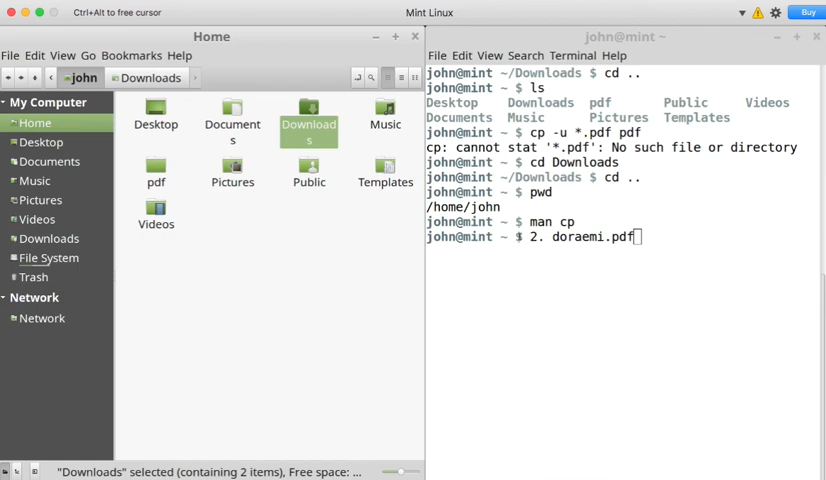 Ctrl+Alt to free cursor
Mint Linux
Buy
Home
File Edit View Go Bookmarks Help
john
Downloads
My Computer
Home
Desktop
Documents
Music
Pictures
Videos
Downloads
File System
Trash
Network
Network
Desktop
Document
s
Download
s
Music
pdf
Pictures
Public
Templates
Videos
"Downloads" selected (containing 2 items), Free space: ...
john@mint ~
File Edit View Search Terminal Help
john@mint ~/Downloads $ cd ..
john@mint ~ $ ls
Desktop Downloads pdf Public Videos
Documents Music Pictures Templates
john@mint ~ $ cp -u *.pdf pdf
cp: cannot stat '*.pdf': No such file or directory
john@mint ~ $ cd Downloads
john@mint ~/Downloads $ cd ..
john@mint ~ $ pwd
/home/john
john@mint ~ $ man cp
john@mint ~ $ 2. doraemi.pdf